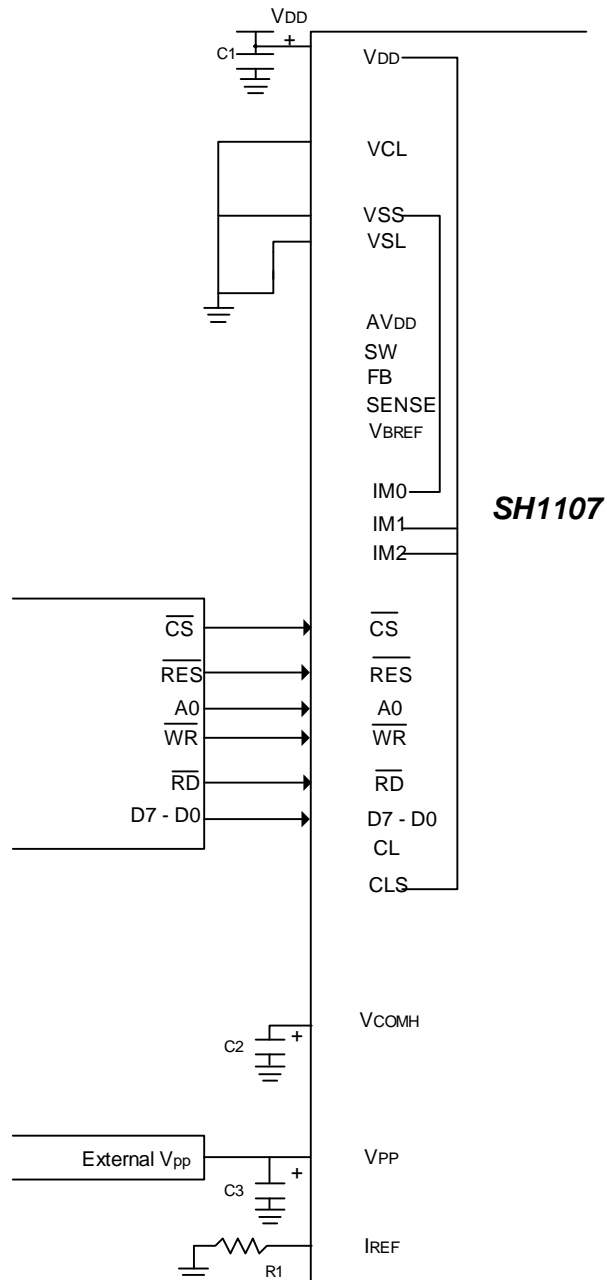 VDD
C1
+
VDD
VCL
VSS
VSL
AVDD
SW
FB
SENSE
VBREF
IM0
IM1
IM2
SH1107
CS CS
RES RES
A0 A0
WR WR
RD RD
D7 - D0 D7 - D0
CL
CLS
VCOMH
C2
+
External Vpp
VPP
C3
+
IREF
R1